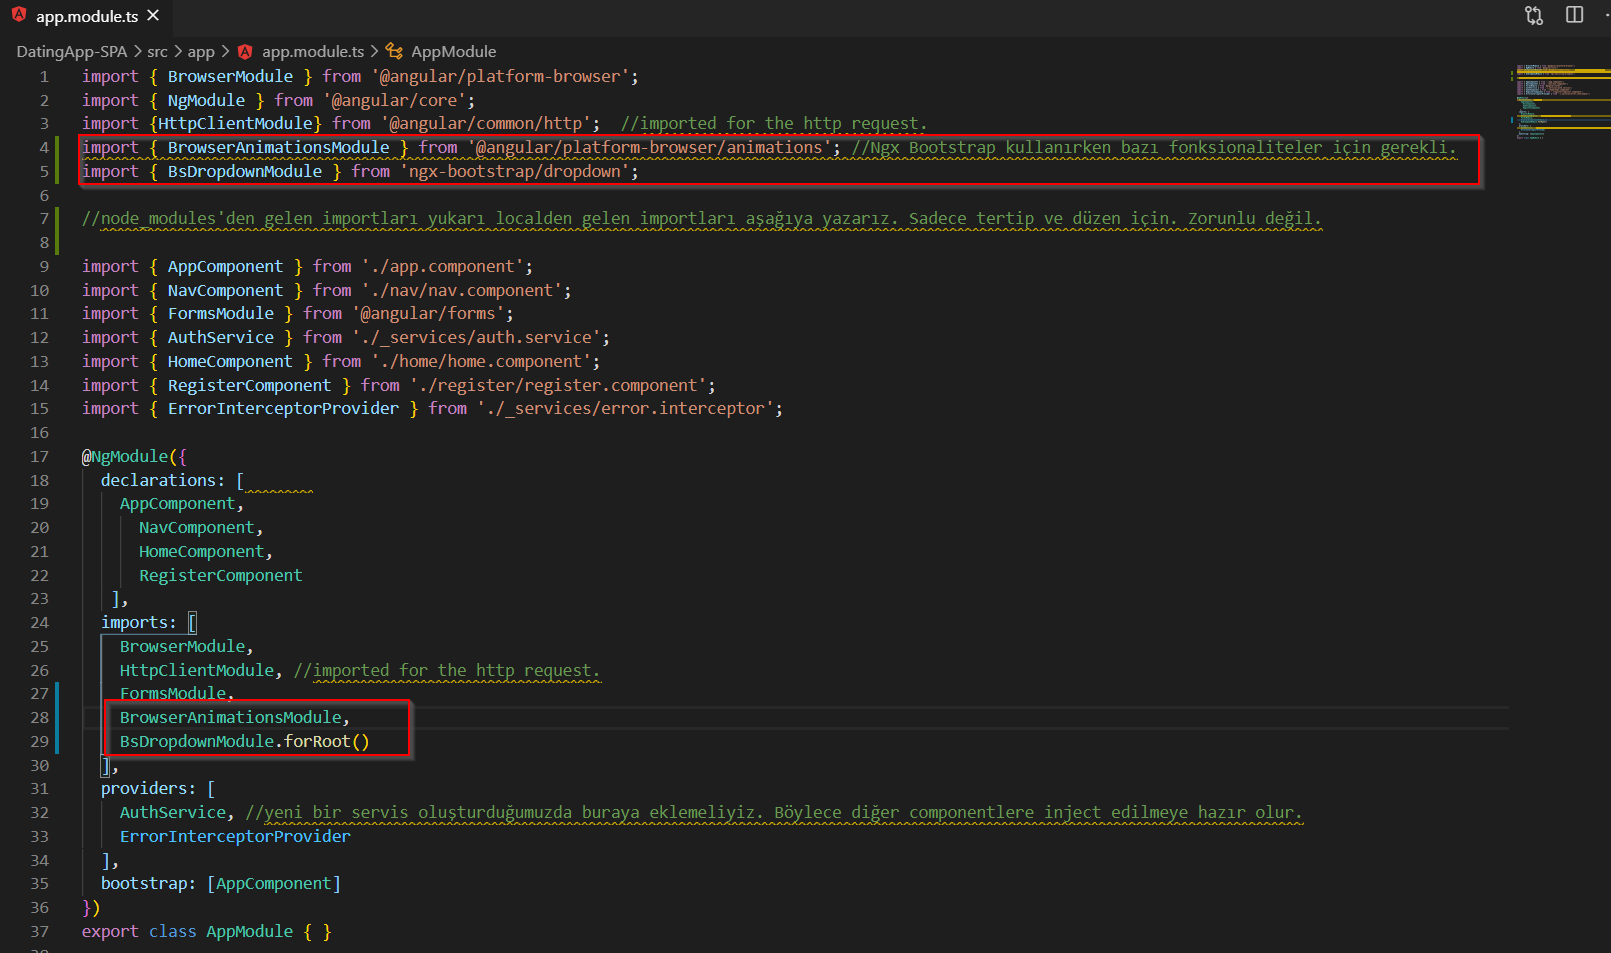 app.module.ts
DatingApp-SPA > src > app > app.module.ts > AppModule
1 import { BrowserModule } from '@angular/platform-browser';
2 import { NgModule } from '@angular/core';
3 import {HttpClientModule} from '@angular/common/http';  //imported for the http request.
4 import { BrowserAnimationsModule } from '@angular/platform-browser/animations'; //Ngx Bootstrap kullanırken bazı fonksionaliteler için gerekli.
5 import { BsDropdownModule } from 'ngx-bootstrap/dropdown';
6
7 //node_modules'den gelen importları yukarı localden gelen importları aşağıya yazarız. Sadece tertip ve düzen için. Zorunlu değil.
8
9 import { AppComponent } from './app.component';
10 import { NavComponent } from './nav/nav.component';
11 import { FormsModule } from '@angular/forms';
12 import { AuthService } from './_services/auth.service';
13 import { HomeComponent } from './home/home.component';
14 import { RegisterComponent } from './register/register.component';
15 import { ErrorInterceptorProvider } from './_services/error.interceptor';
16
17 @NgModule({
18   declarations: [
19     AppComponent,
20       NavComponent,
21       HomeComponent,
22       RegisterComponent
23    ],
24   imports: [
25     BrowserModule,
26     HttpClientModule, //imported for the http request.
27     FormsModule,
28     BrowserAnimationsModule,
29     BsDropdownModule.forRoot()
30   ],
31   providers: [
32     AuthService, //yeni bir servis oluşturduğumuzda buraya eklemeliyiz. Böylece diğer componentlere inject edilmeye hazır olur.
33     ErrorInterceptorProvider
34   ],
35   bootstrap: [AppComponent]
36 })
37 export class AppModule { }